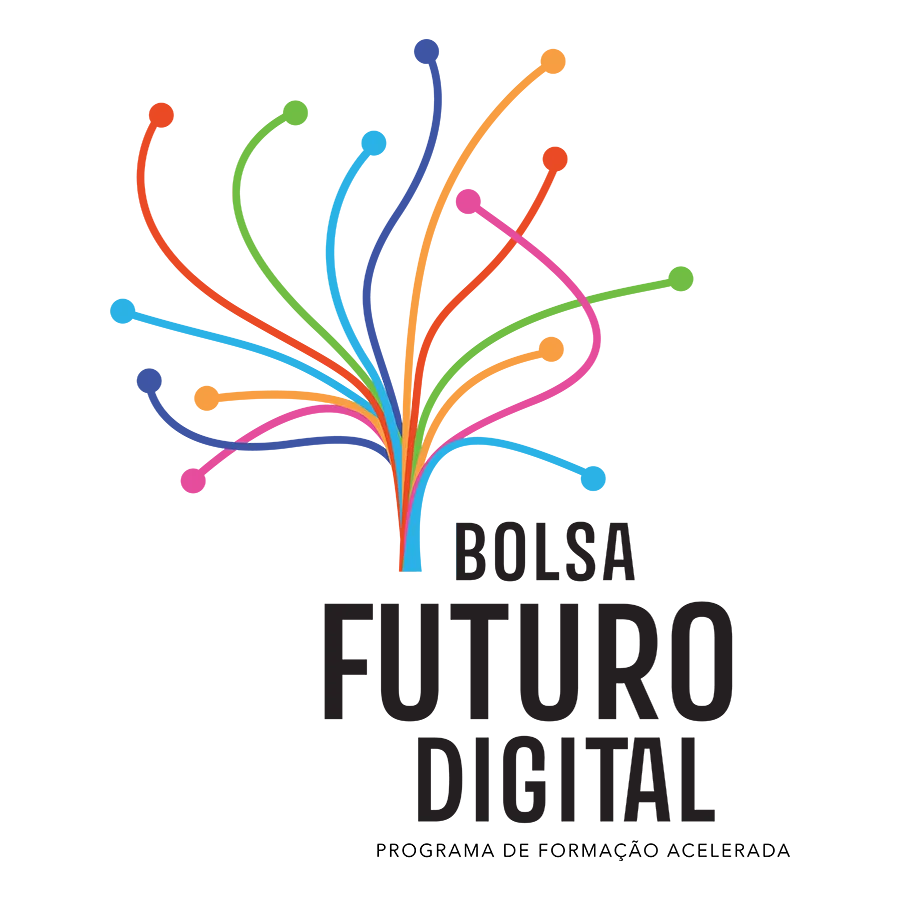 BOLSA
FUTURO
DIGITAL
PROGRAMA DE FORMAÇÃO ACELERADA